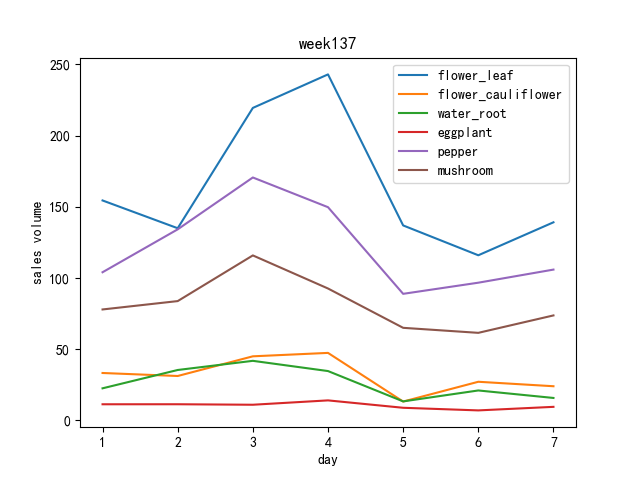 week137
flower_leaf
flower_cauliflower
water_root
eggplant
pepper
mushroom
sales volume
250
200
150
100
50
0
1 2 3 4 5 6 7
day